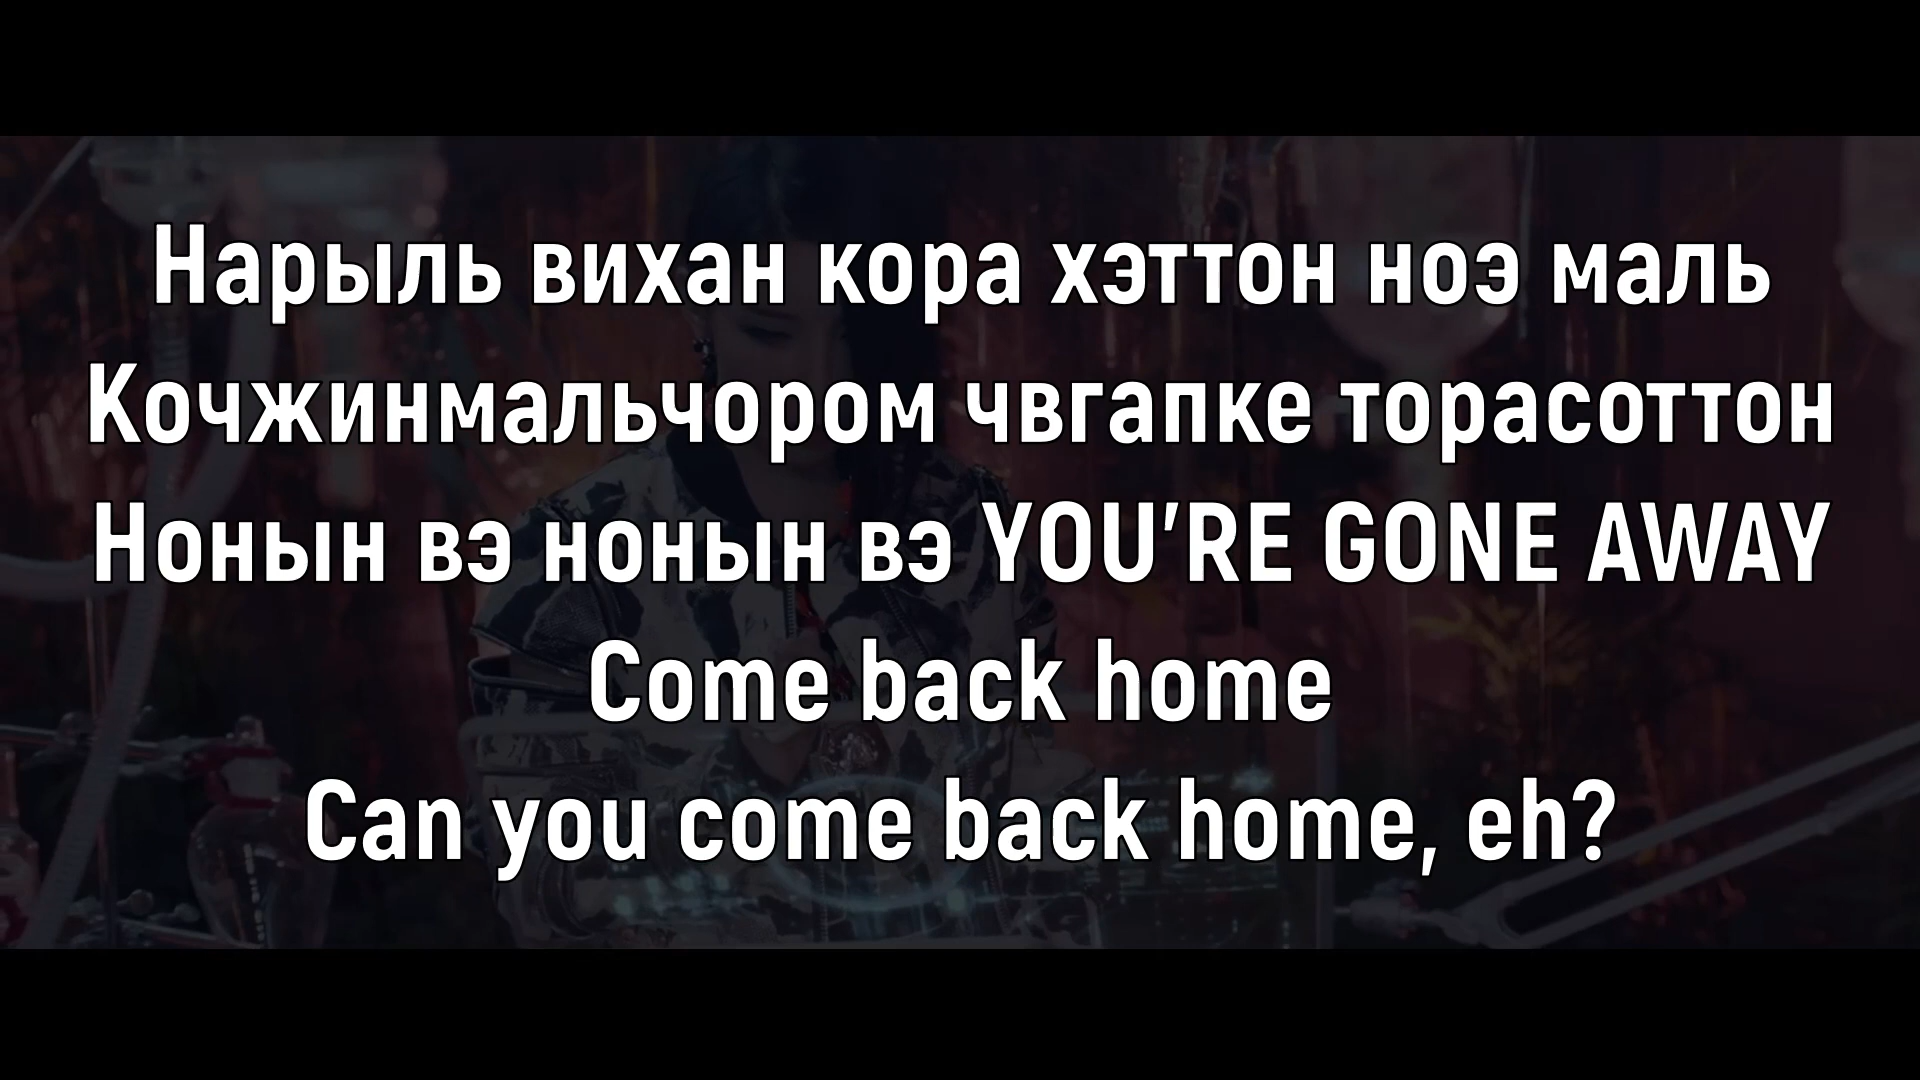 Нарыль вихан кора хэттон ноэ маль
Кочжинмальчором чвгапке торасоттон
Нонын вэ нонын вэ YOU'RE GONE AWAY
Come back home
Can you come back home, eh?